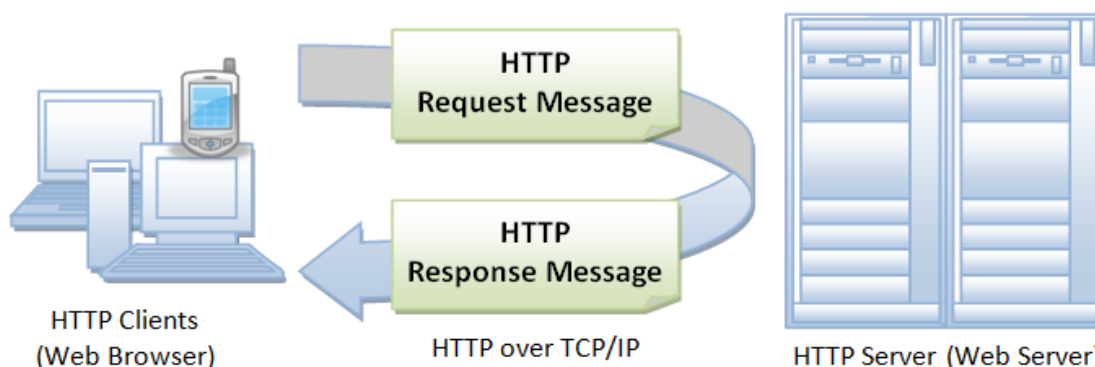 HTTP
Request Message
HTTP
Response Message
HTTP Clients
(Web Browser)
HTTP over TCP/IP
HTTP Server (Web Server)